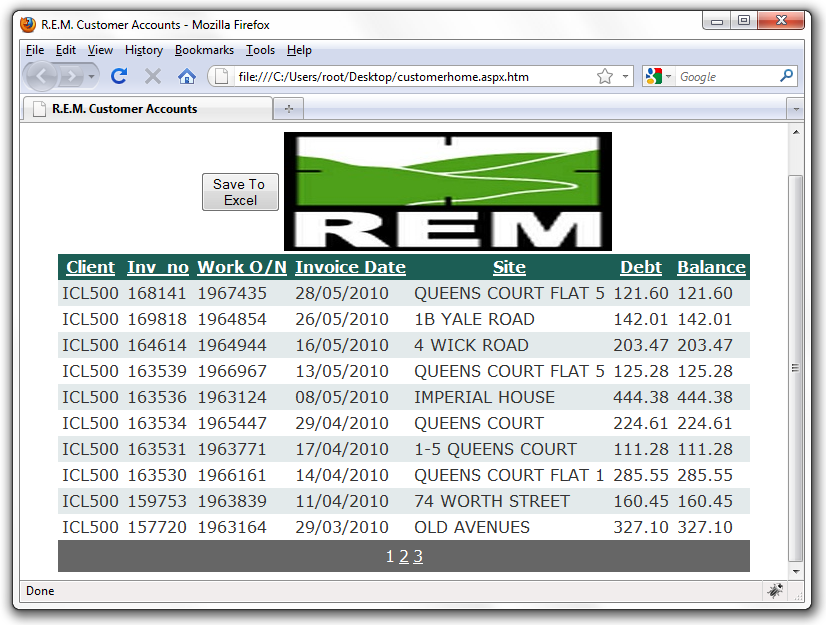 R.E.M. Customer Accounts - Mozilla Firefox
File Edit View History Bookmarks Tools Help
file:///C:/Users/root/Desktop/customerhome.aspx.htm Google
R.E.M. Customer Accounts
Save To
Excel
REM
Client Inv_no Work O/N Invoice Date Site Debt Balance
ICL500 168141 1967435 28/05/2010 QUEENS COURT FLAT 5 121.60 121.60
ICL500 169818 1964854 26/05/2010 1B YALE ROAD 142.01 142.01
ICL500 164614 1964944 16/05/2010 4 WICK ROAD 203.47 203.47
ICL500 163539 1966967 13/05/2010 QUEENS COURT FLAT 5 125.28 125.28
ICL500 163536 1963124 08/05/2010 IMPERIAL HOUSE 444.38 444.38
ICL500 163534 1965447 29/04/2010 QUEENS COURT 224.61 224.61
ICL500 163531 1963771 17/04/2010 1-5 QUEENS COURT 111.28 111.28
ICL500 163530 1966161 14/04/2010 QUEENS COURT FLAT 1 285.55 285.55
ICL500 159753 1963839 11/04/2010 74 WORTH STREET 160.45 160.45
ICL500 157720 1963164 29/03/2010 OLD AVENUES 327.10 327.10
1 2 3
Done